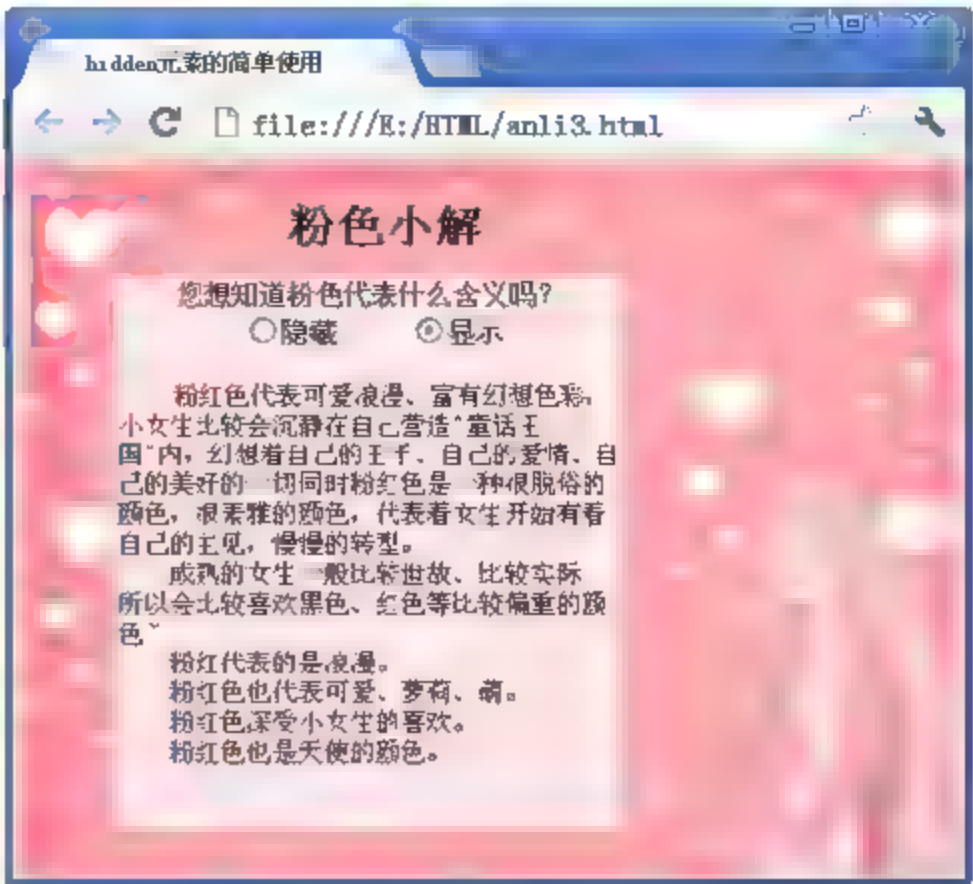 hidden元素的简单使用
file:///E:/HTML/anli3.html
粉色小解
您想知道粉色代表什么含义吗?
隐藏 显示
粉红色代表可爱浪漫、富有幻想色彩。
小女生比较会沉静在自己营造“童话王
国”内，幻想着自己的王子、自己的爱情、自
己的美好的一切同时粉红色是一种很脱俗的
颜色，很素雅的颜色，代表着女生开始有着
自己的主见，慢慢的转型。
成熟的女生一般比较世故、比较实际
所以会比较喜欢黑色、红色等比较偏重的颜
色
粉红代表的是浪漫。
粉红色也代表可爱、萝莉、萌。
粉红色深受小女生的喜欢。
粉红色也是天使的颜色。